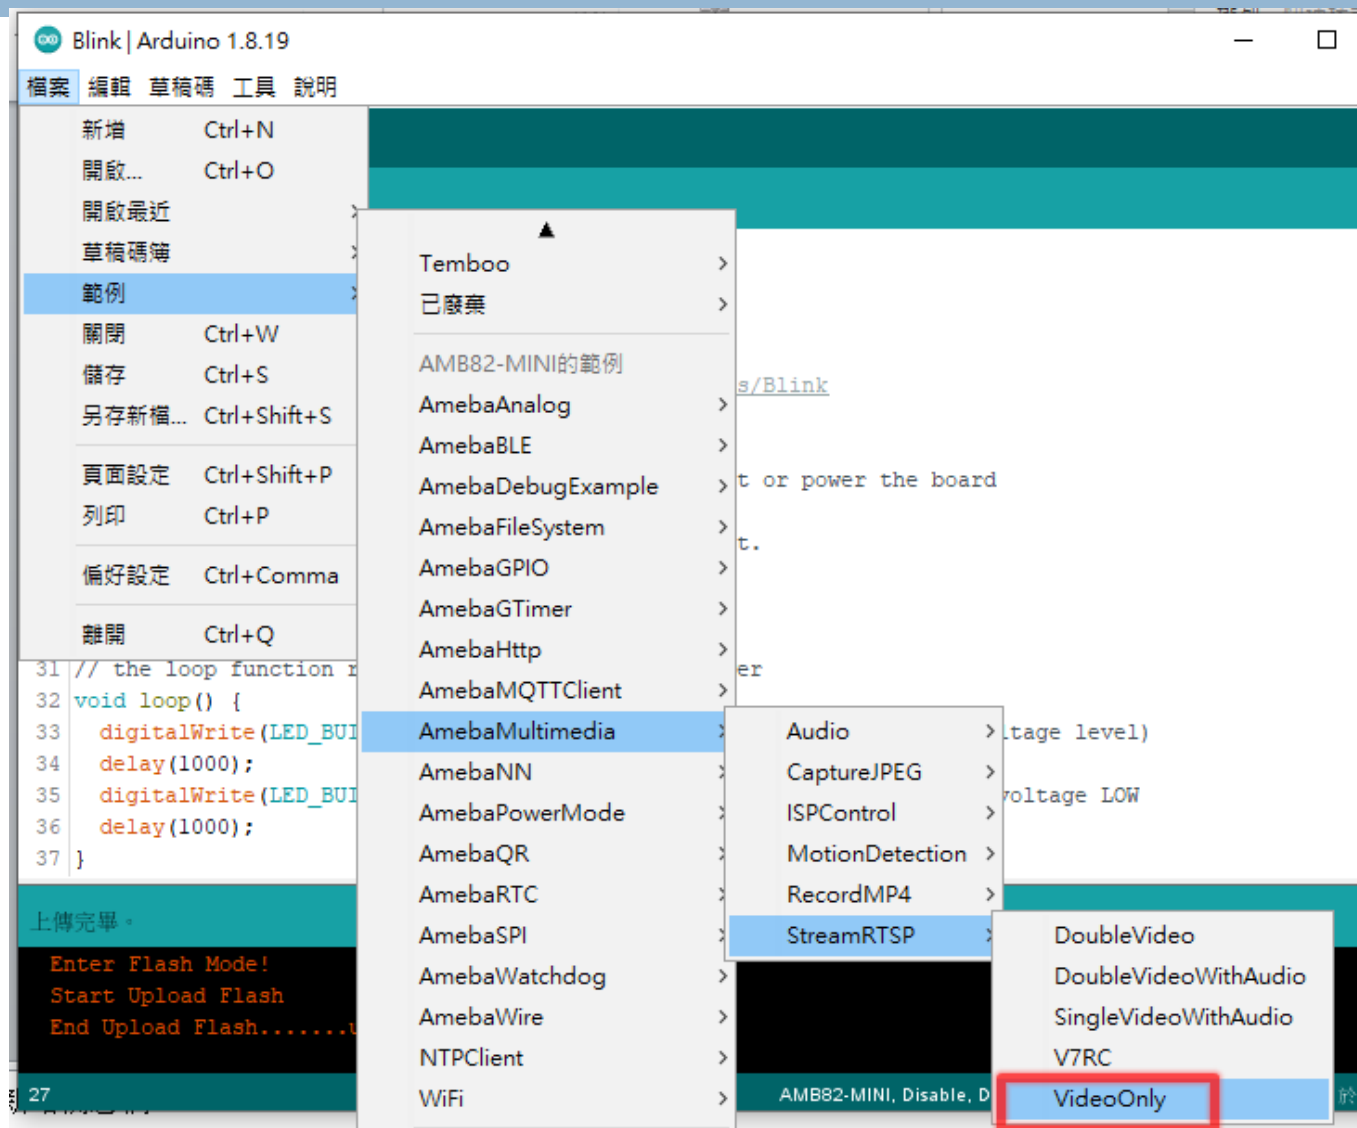 Blink | Arduino 1.8.19
檔案 編輯 草稿碼 工具 說明
新增 Ctrl+N
開啟... Ctrl+O
開啟最近
草稿碼簿
範例
關閉 Ctrl+W
儲存 Ctrl+S
另存新檔... Ctrl+Shift+S
頁面設定 Ctrl+Shift+P
列印 Ctrl+P
偏好設定 Ctrl+Comma
離開 Ctrl+Q
Temboo
已廢棄
AMB82-MINI的範例
AmebaAnalog
AmebaBLE
AmebaDebugExample
AmebaFileSystem
AmebaGPIO
AmebaGTimer
AmebaHttp
AmebaMQTTClient
AmebaMultimedia
AmebaNN
AmebaPowerMode
AmebaQR
AmebaRTC
AmebaSPI
AmebaWatchdog
AmebaWire
NTPClient
WiFi
Audio
CaptureJPEG
ISPControl
MotionDetection
RecordMP4
StreamRTSP
DoubleVideo
DoubleVideoWithAudio
SingleVideoWithAudio
V7RC
VideoOnly
s/Blink
t or power the board
t.
31 // the loop function r er
32 void loop() {
33 digitalWrite(LED_BUI ltage level)
34 delay(1000);
35 digitalWrite(LED_BUI voltage LOW
36 delay(1000);
37 }
上傳完畢。
Enter Flash Mode!
Start Upload Flash
End Upload Flash.......u
27 AMB82-MINI, Disable, D 於